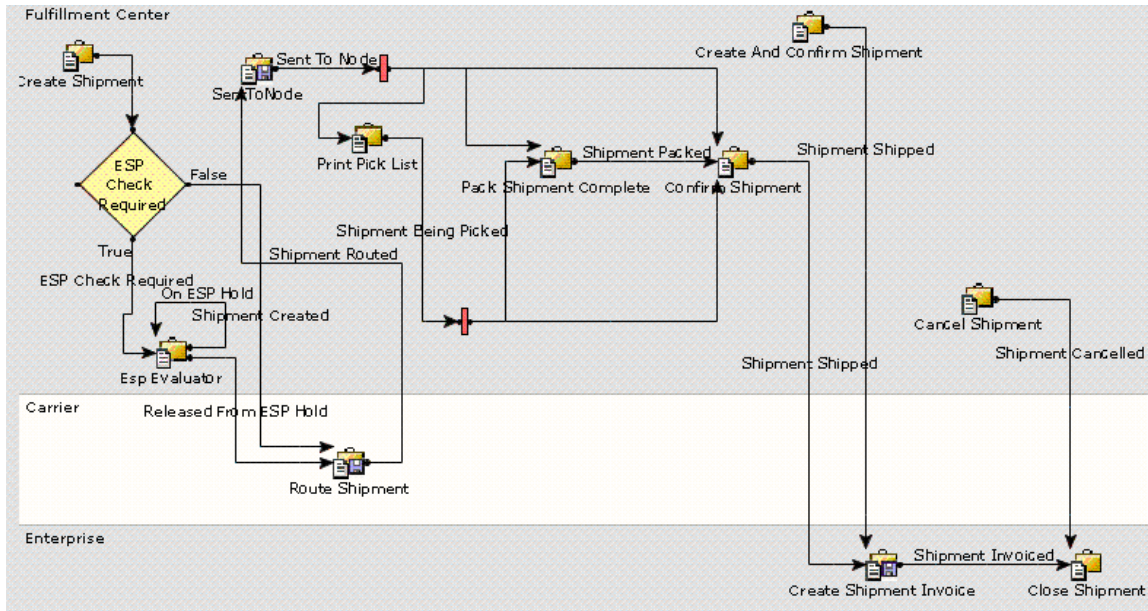 Fulfillment Center
Create Shipment
Sent To Node
SentToNode
Create And Confirm Shipment
ESP
Check
Required
False
True
Print Pick List
Shipment Packed
Pack Shipment Complete
Confirm Shipment
Shipment Shipped
Shipment Being Picked
Shipment Routed
ESP Check Required
On ESP Hold
Shipment Created
Esp Evaluator
Cancel Shipment
Shipment Cancelled
Shipment Shipped
Carrier
Released From ESP Hold
Route Shipment
Enterprise
Shipment Invoiced
Create Shipment Invoice
Close Shipment